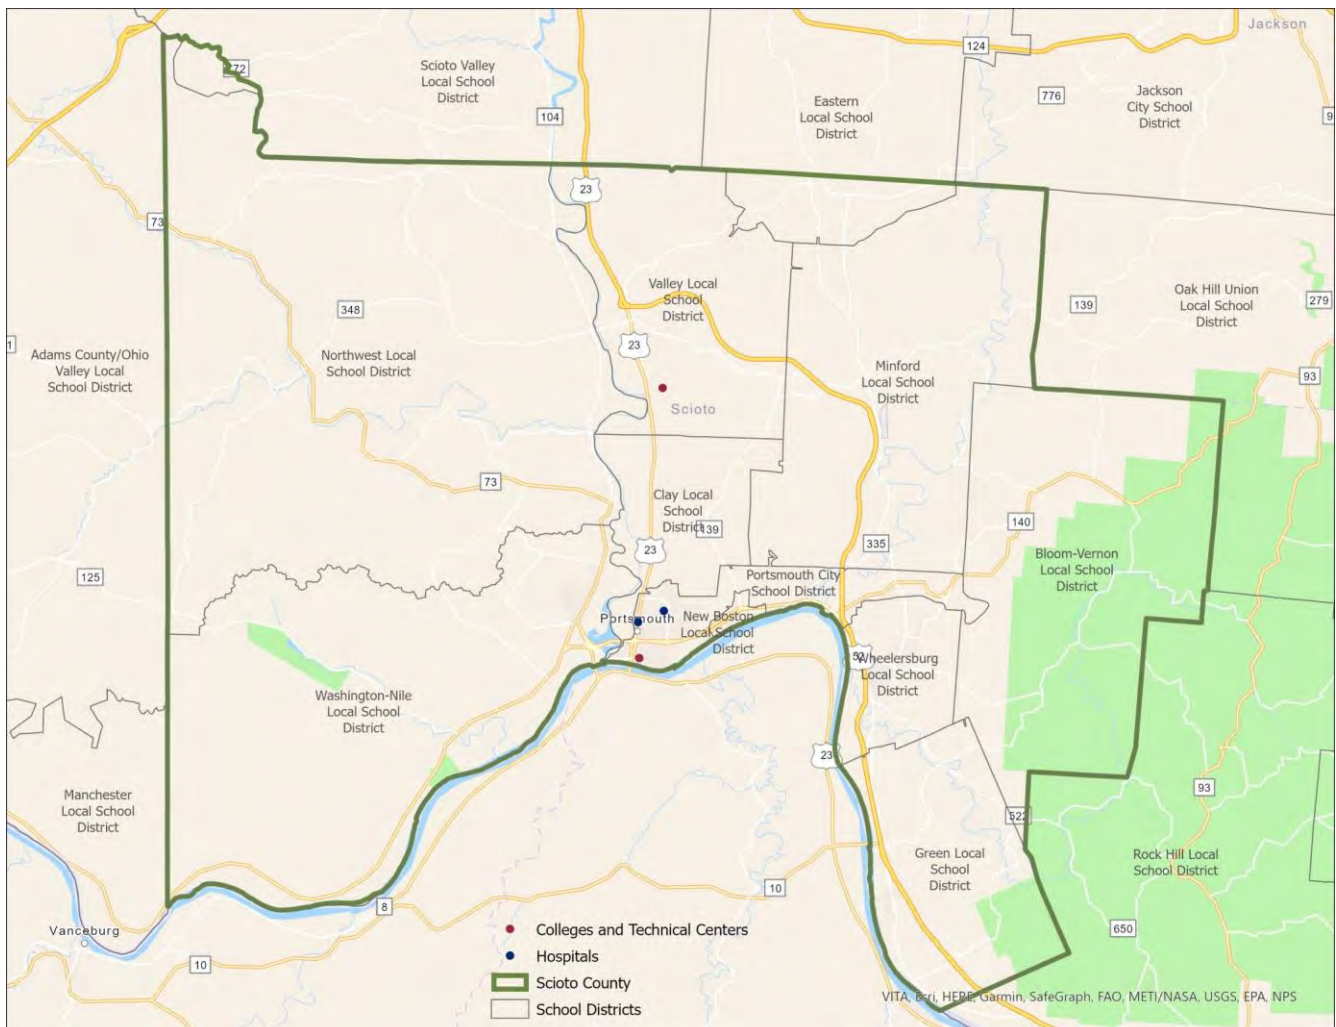 Jackson
124
72
Scioto Valley
Local School
District
Eastern
Local School
District
776
Jackson
City School
District
104
9
23
73
Valley Local
School
District
139
Oak Hill Union
Local School
District
279
348
23
1
Adams County/Ohio
Valley Local
School District
Northwest Local
School District
Minford
Local School
District
93
Scioto
73
Clay Local
School
District
139
140
23
335
Bloom-Vernon
Local School
District
125
Portsmouth City
School District
Portsmouth
New Boston
Local School
District
52
Wheelersburg
Local School
District
Washington-Nile
Local School
District
23
Manchester
Local School
District
93
522
Green Local
School
District
Rock Hill Local
School District
10
8
650
Vanceburg
10
Colleges and Technical Centers
Hospitals
Scioto County
School Districts
VITA, Esri, HERE, Garmin, SafeGraph, FAO, METI/NASA, USGS, EPA, NPS